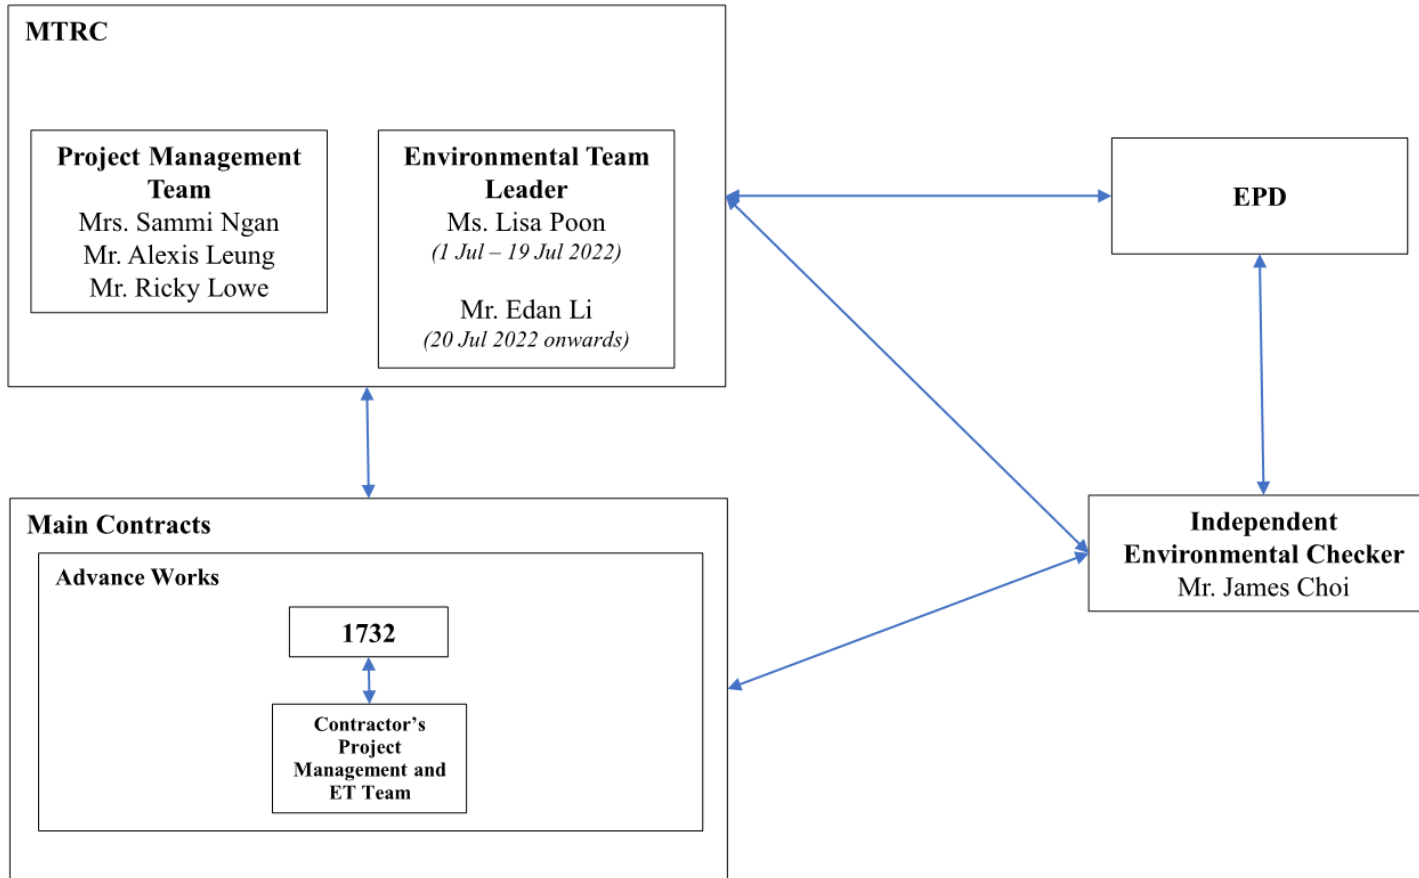 MTRC
Project Management
Team
Mrs. Sammi Ngan
Mr. Alexis Leung
Mr. Ricky Lowe
Environmental Team
Leader
Ms. Lisa Poon
(1 Jul – 19 Jul 2022)
Mr. Edan Li
(20 Jul 2022 onwards)
EPD
Independent
Environmental Checker
Mr. James Choi
Main Contracts
Advance Works
1732
Contractor’s
Project
Management and
ET Team